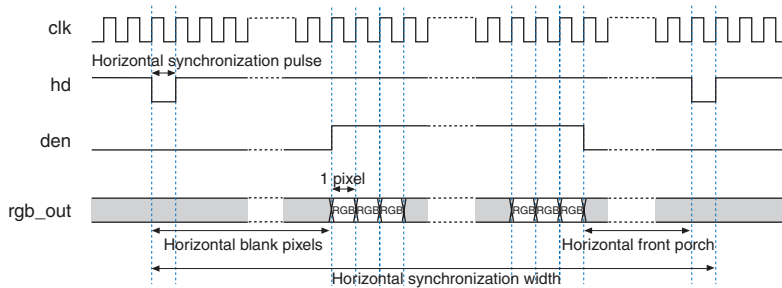 clk
Horizontal synchronization pulse
hd
den
1 pixel
rgb_out
RGB RGB RGB
RGB RGB RGB
Horizontal blank pixels
Horizontal front porch
Horizontal synchronization width